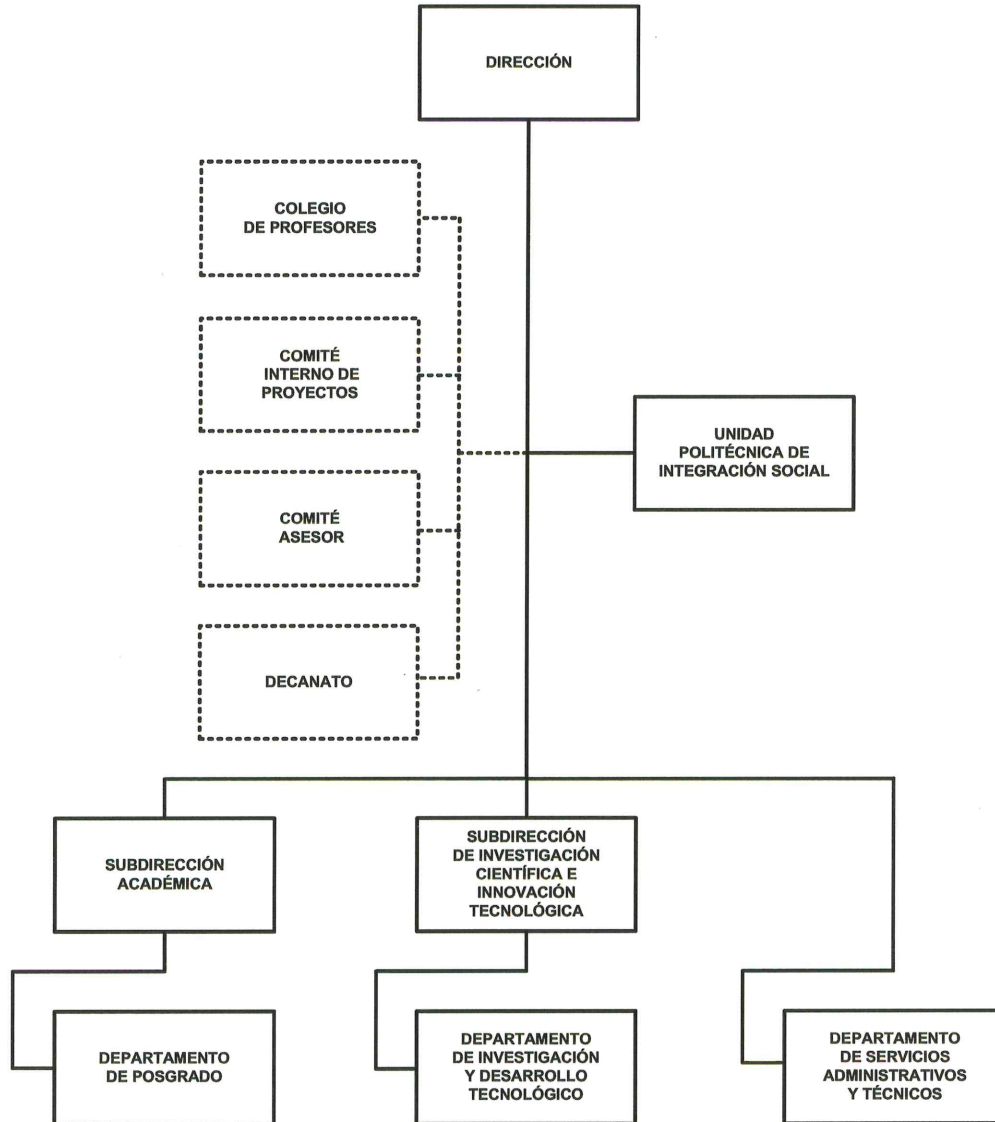 DIRECCIÓN
COLEGIO
DE PROFESORES
COMITÉ
INTERNO DE
PROYECTOS
UNIDAD
POLITÉCNICA DE
INTEGRACIÓN SOCIAL
COMITÉ
ASESOR
DECANATO
SUBDIRECCIÓN
ACADÉMICA
SUBDIRECCIÓN
DE INVESTIGACIÓN
CIENTÍFICA E
INNOVACIÓN
TECNOLÓGICA
DEPARTAMENTO
DE POSGRADO
DEPARTAMENTO
DE INVESTIGACIÓN
Y DESARROLLO
TECNOLÓGICO
DEPARTAMENTO
DE SERVICIOS
ADMINISTRATIVOS
Y TÉCNICOS